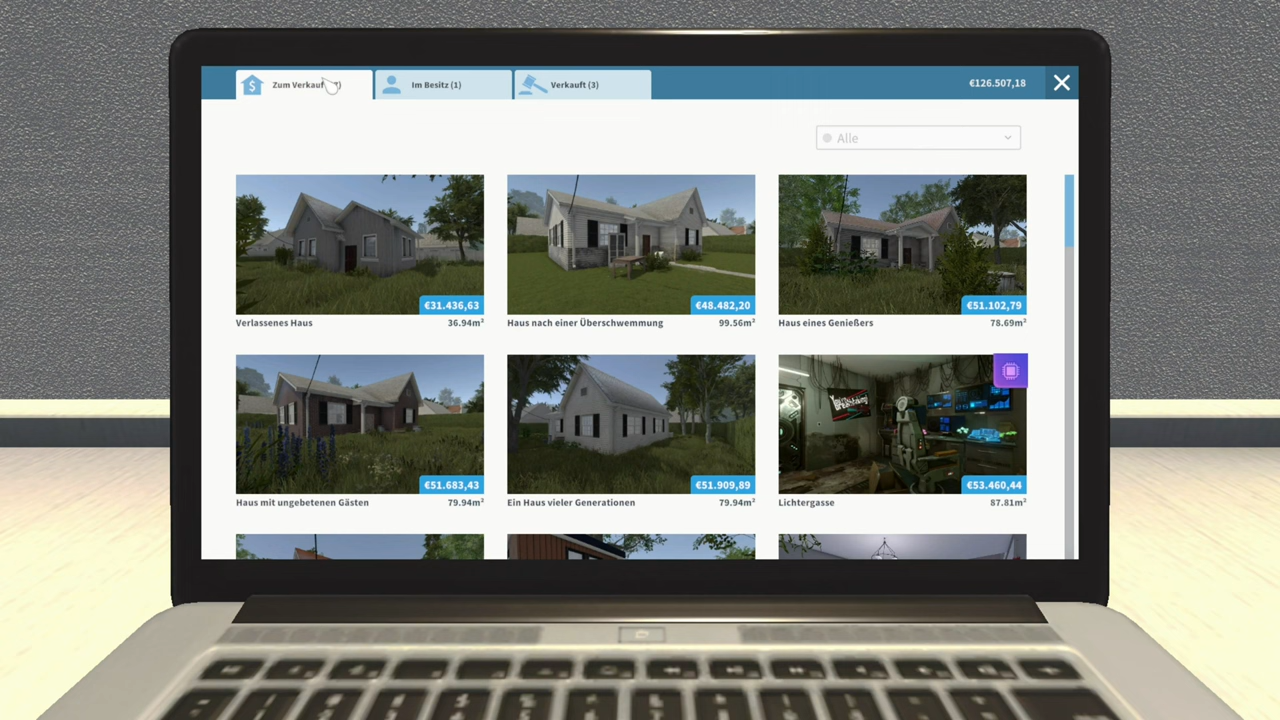 Zum Verkauf
Im Besitz (1)
Verkauft (3)
€126.507,18
Alle
€31.436,63
€48.482,20
€51.102,79
Verlassenes Haus
36.94m²
Haus nach einer Überschwemmung
99.56m²
Haus eines Genießers
78.69m²
€51.683,43
€51.909,89
€53.460,44
Haus mit ungebetenen Gästen
79.94m²
Ein Haus vieler Generationen
79.94m²
Lichtergasse
87.81m²